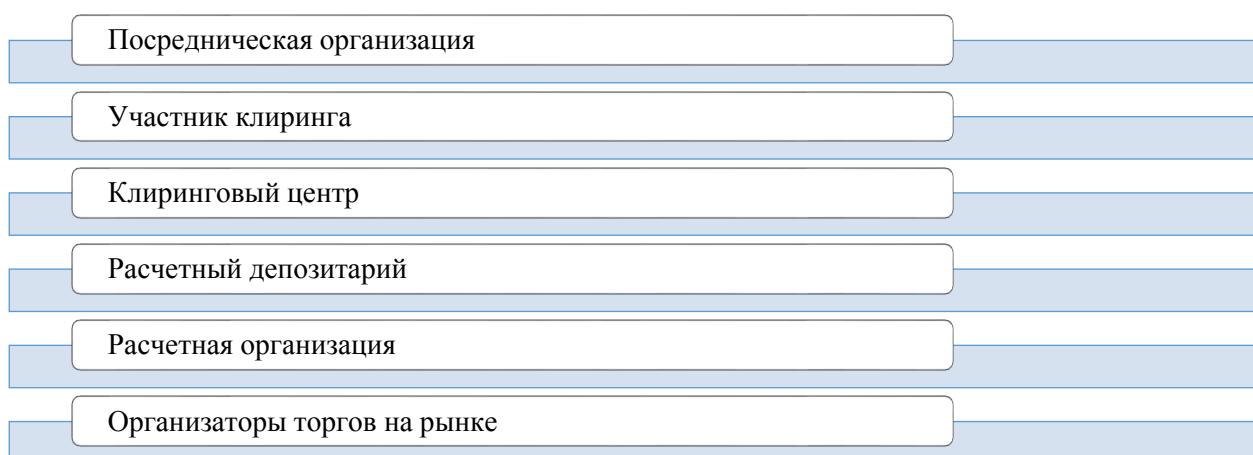 Посредническая организация
Участник клиринга
Клиринговый центр
Расчетный депозитарий
Расчетная организация
Организаторы торгов на рынке